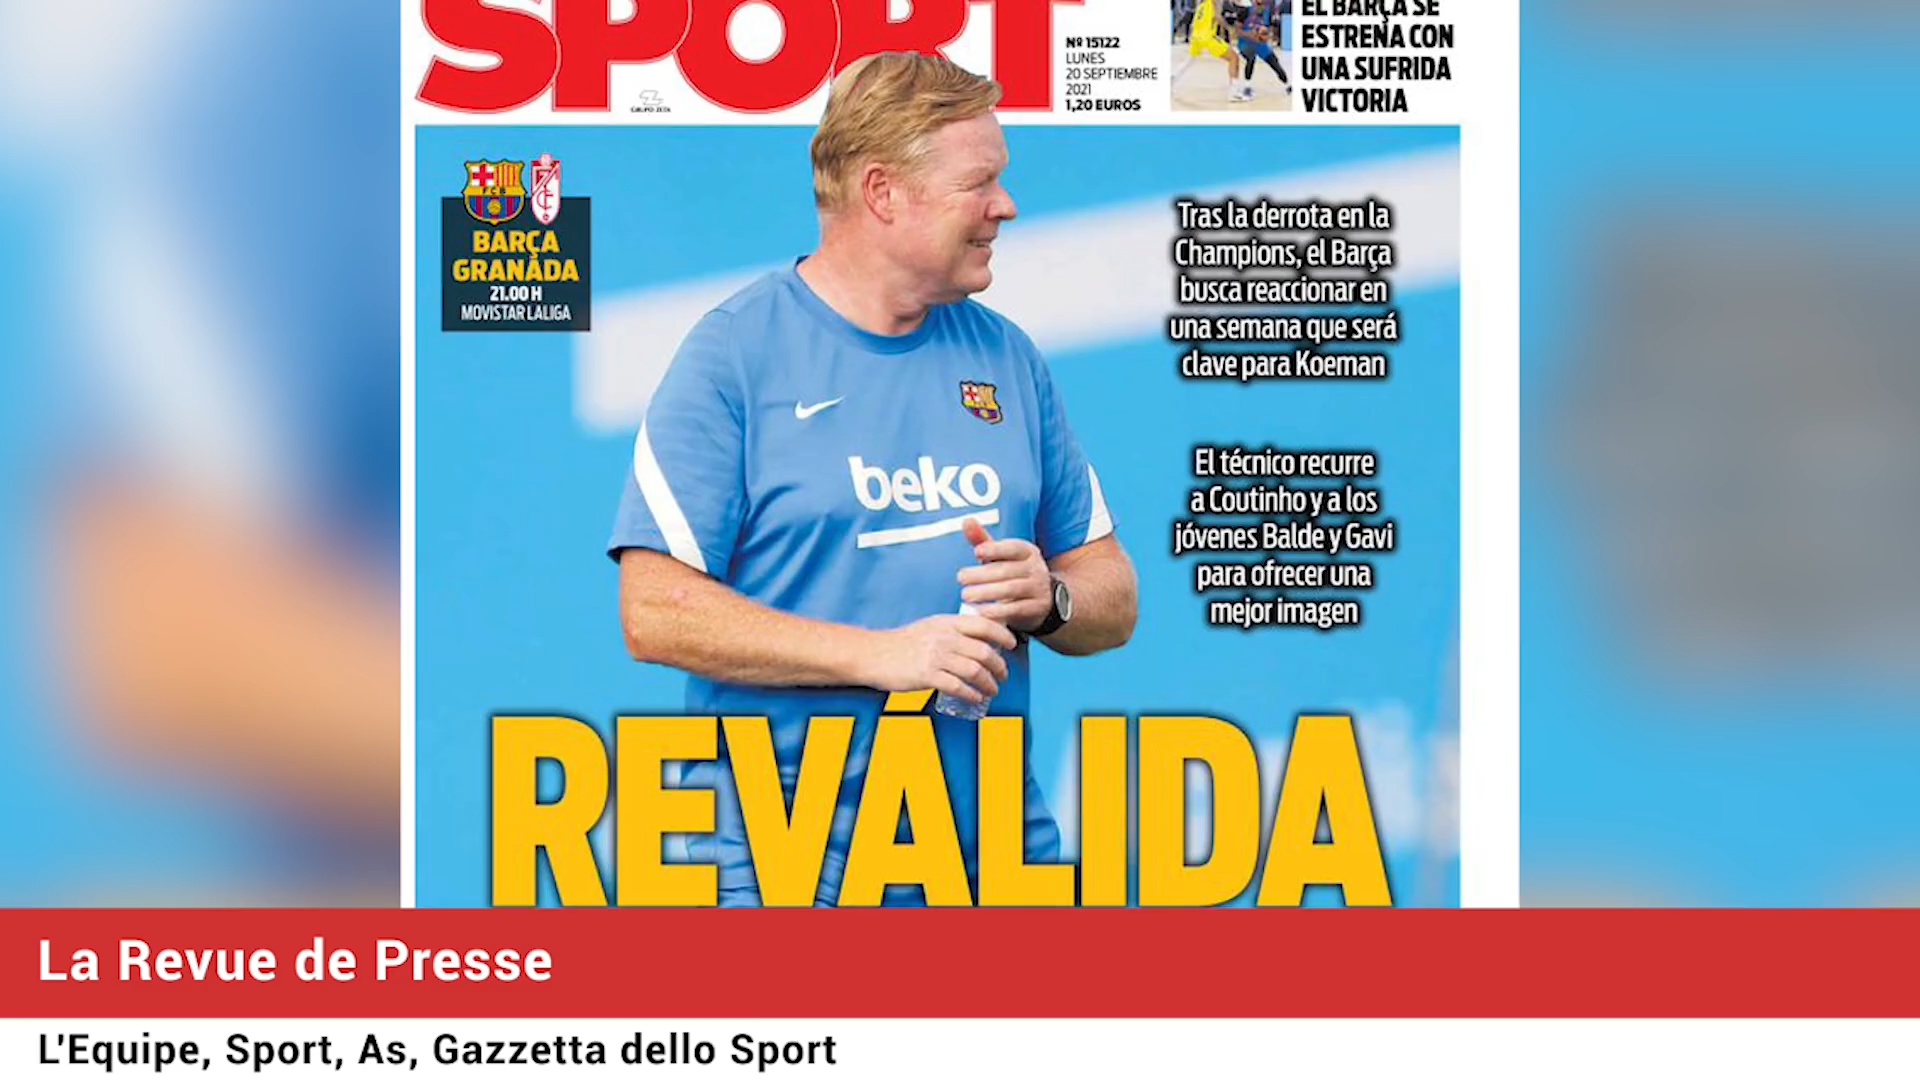 SPORT
GRUPO ZETA
Nº 15122
LUNES
20 SEPTIEMBRE
2021
1,20 EUROS
EL BARÇA SE
ESTRENA CON
UNA SUFRIDA
VICTORIA
FCB
BARÇA
GRANADA
21.00 H
MOVISTAR LALIGA
Tras la derrota en la
Champions, el Barça
busca reaccionar en
una semana que será
clave para Koeman
El técnico recurre
a Coutinho y a los
jóvenes Balde y Gavi
para ofrecer una
mejor imagen
beko
REVÁLIDA
La Revue de Presse
L'Equipe, Sport, As, Gazzetta dello Sport